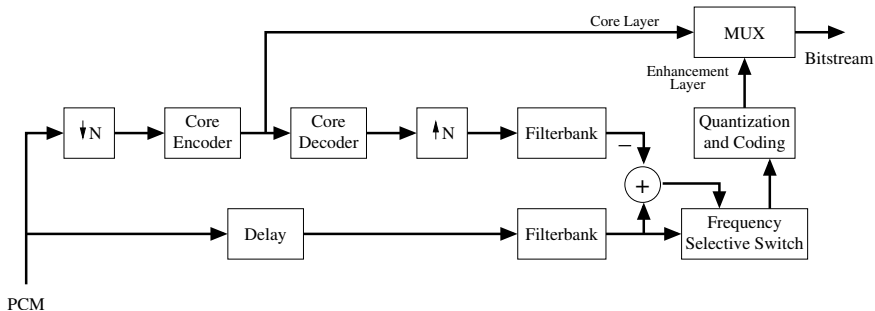 Core Layer
MUX
Bitstream
Enhancement
Layer
↓N
Core
Encoder
Core
Decoder
↑N
Filterbank
Quantization
and Coding
−
+
Delay
Filterbank
Frequency
Selective Switch
PCM